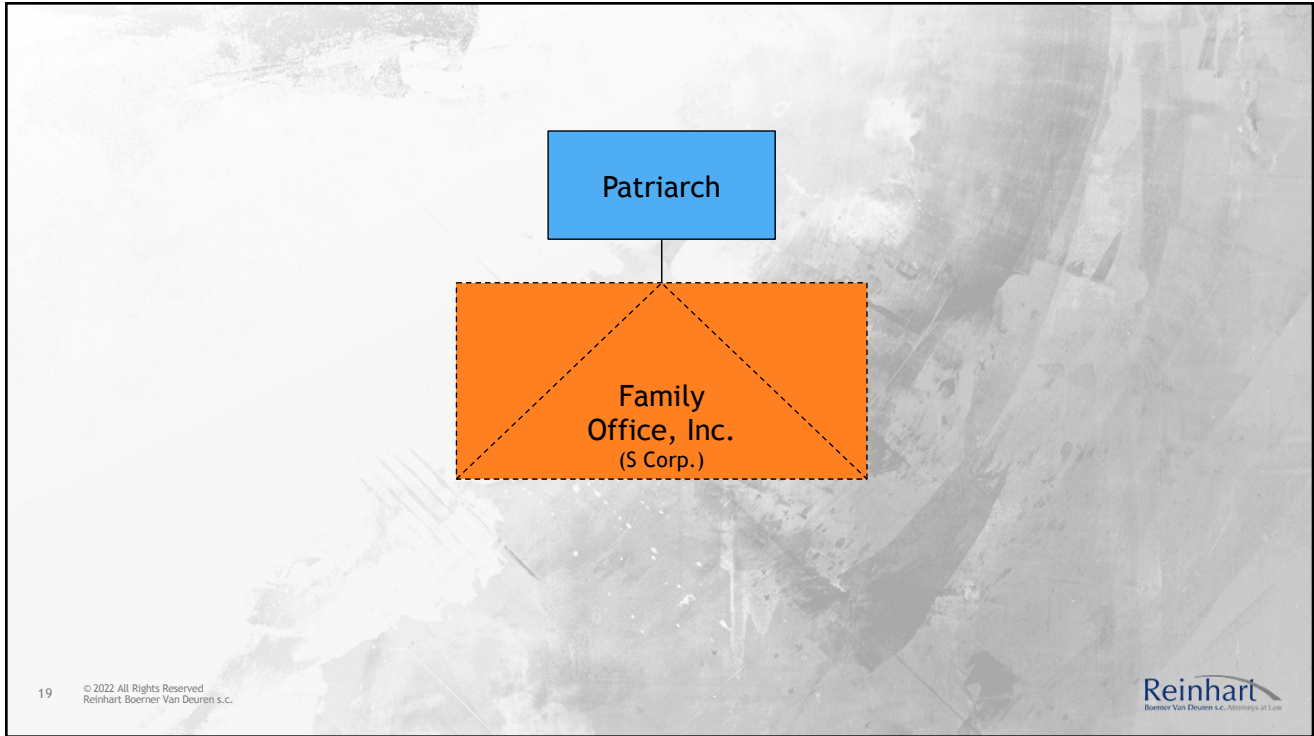 Patriarch
Family
Office, Inc.
(S Corp.)
19
© 2022 All Rights Reserved
Reinhart Boerner Van Deuren s.c.
Reinhart
Boerner Van Deuren s.c. Attorneys at Law